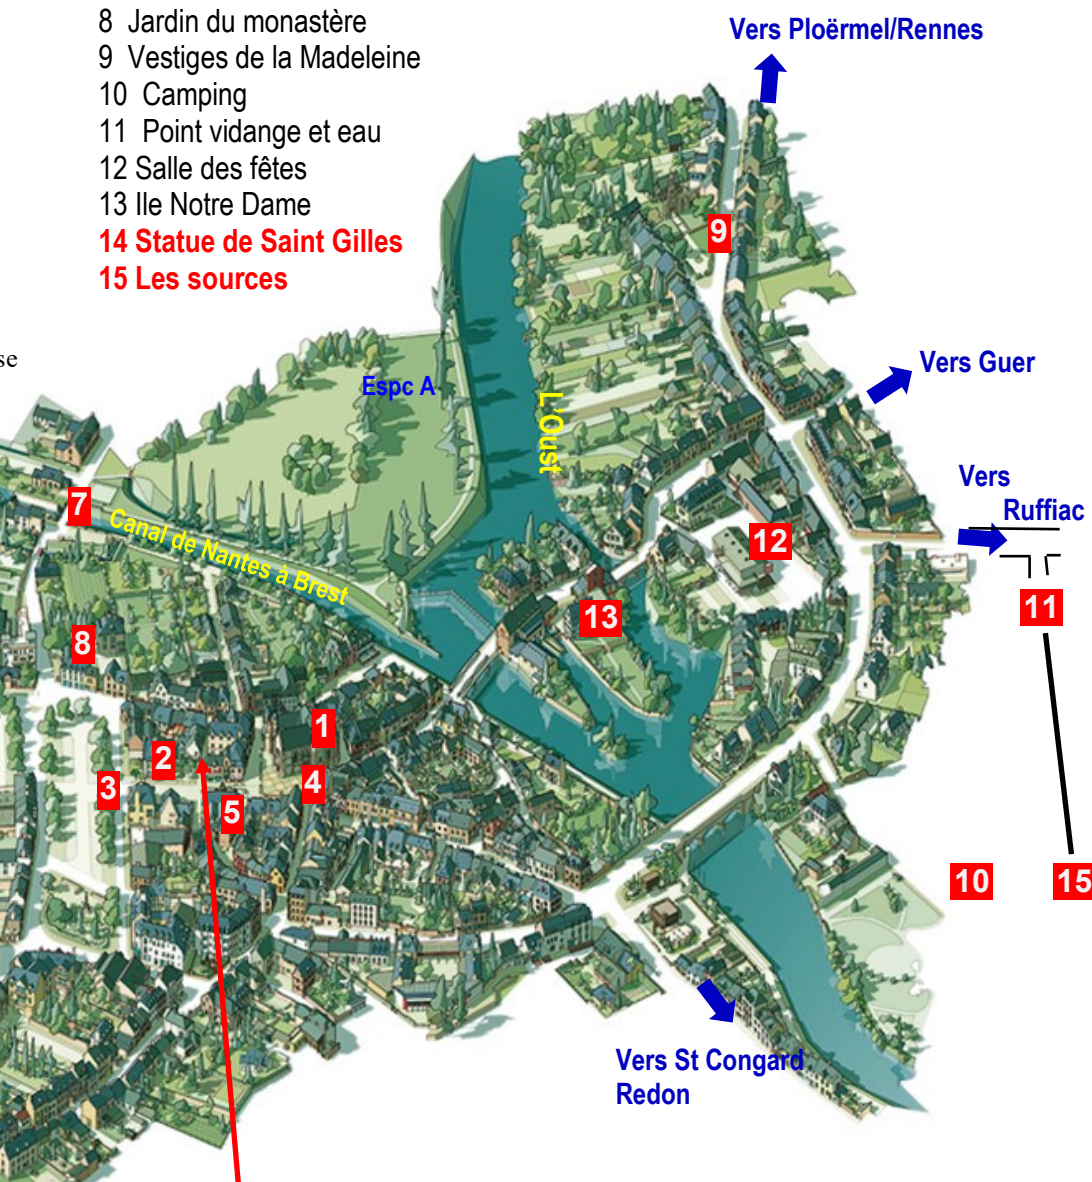 8 Jardin du monastère
9 Vestiges de la Madeleine
10 Camping
11 Point vidange et eau
12 Salle des fêtes
13 Ile Notre Dame
14 Statue de Saint Gilles
15 Les sources
se
Vers Ploërmel/Rennes
9
Vers Guer
Espc A
L'Oust
Vers
Ruffiac
7
Canal de Nantes à Brest
12
11
13
8
1
2
4
3
5
10
15
Vers St Congard
Redon